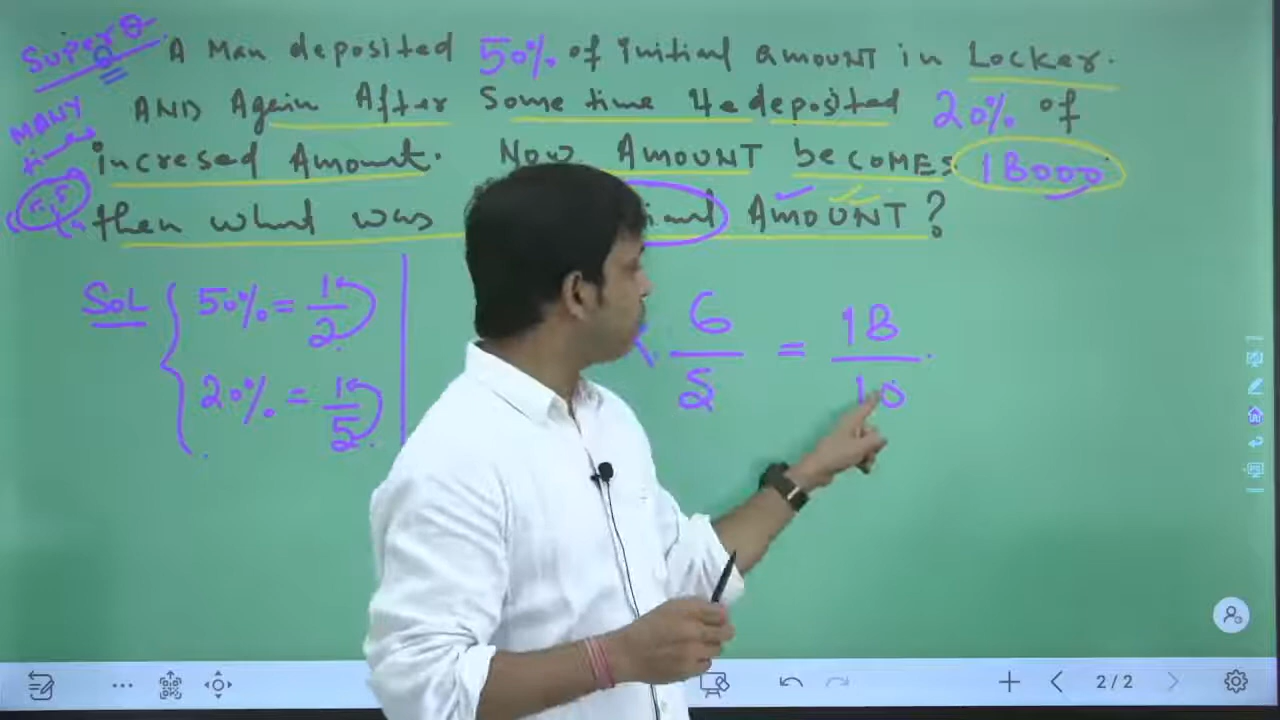 Super Q A Man deposited 50% of initial amount in Locker.
MANY AND Again After Some time He deposited 20% of
incresed Amount. Now AMOUNT becomes 18000
then what was AMOUNT?
SOL 50% = 1/2
20% = 1/5
6/5 = 18/10
2/2